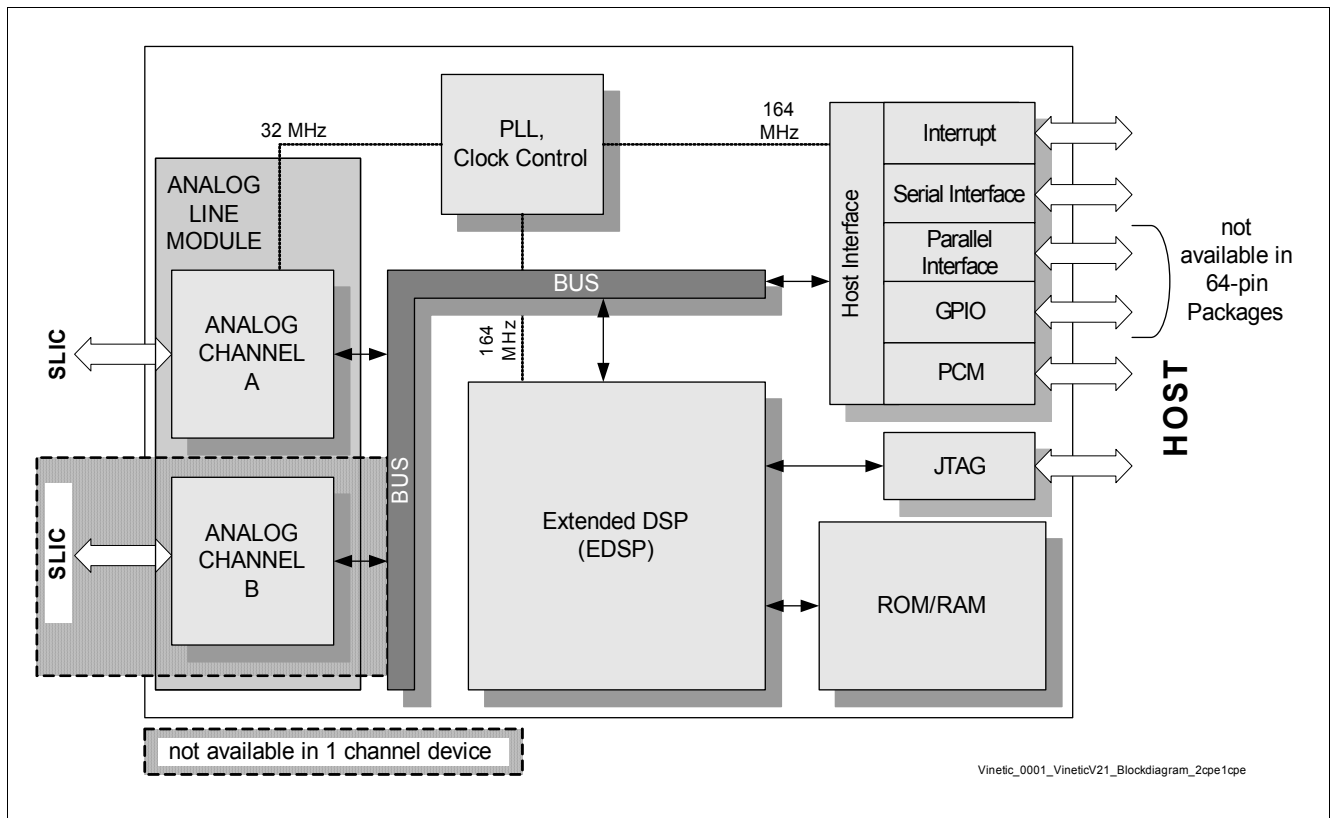 PLL,
Clock Control
32 MHz
164
MHz
ANALOG
LINE
MODULE
Host Interface
Interrupt
Serial Interface
Parallel
Interface
GPIO
PCM
not
available in
64-pin
Packages
HOST
BUS
BUS
164
MHz
SLIC
ANALOG
CHANNEL
A
SLIC
ANALOG
CHANNEL
B
Extended DSP
(EDSP)
JTAG
ROM/RAM
not available in 1 channel device
Vinetic_0001_VineticV21_Blockdiagram_2cpe1cpe